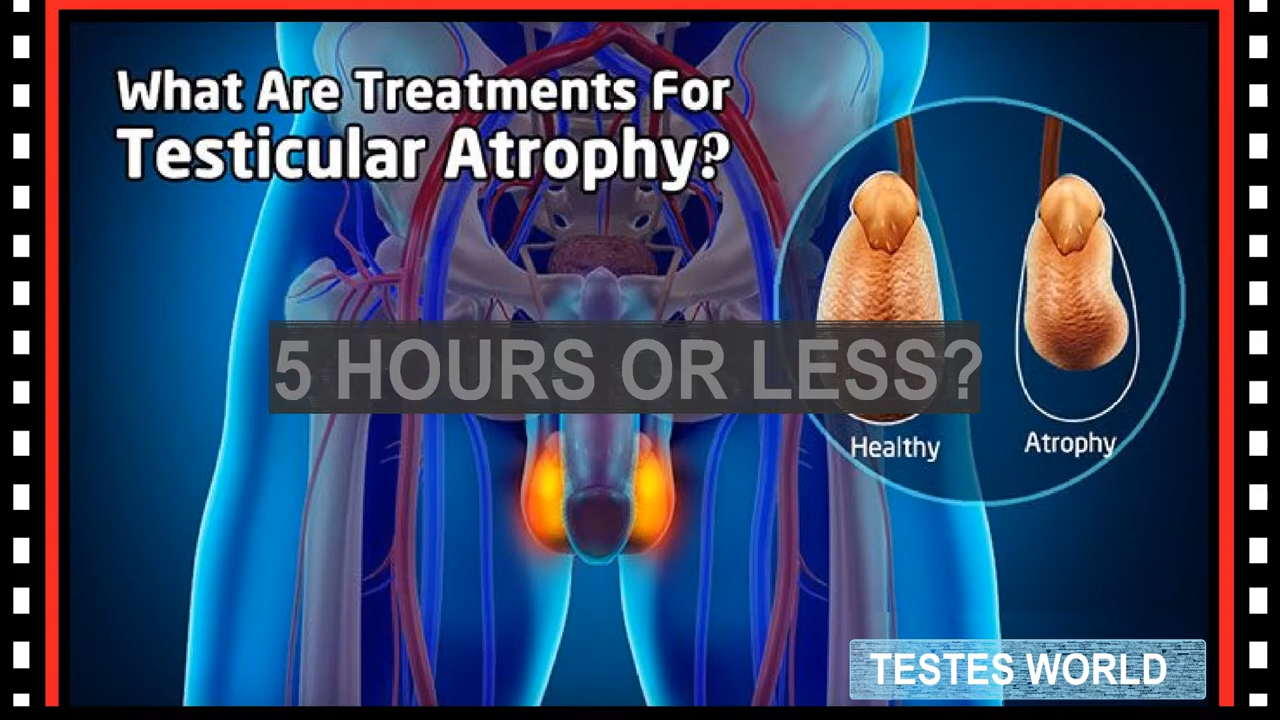 What Are Treatments For
Testicular Atrophy?
5 HOURS OR LESS?
Healthy
Atrophy
TESTES WORLD